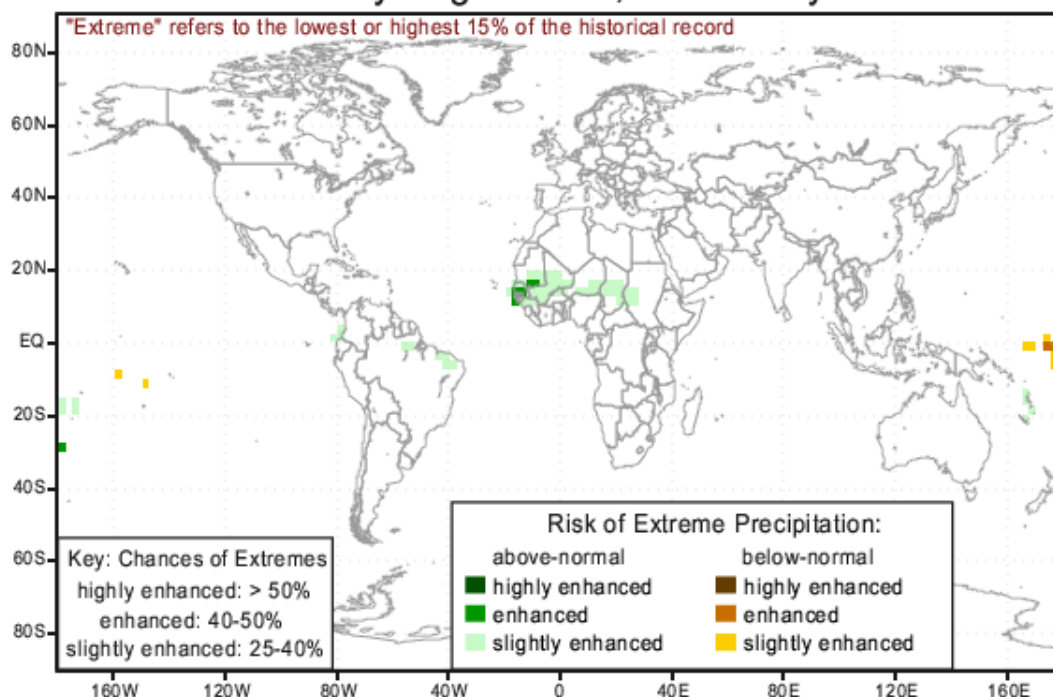 "Extreme" refers to the lowest or highest 15% of the historical record
80N
60N
40N
20N
EQ
20S
40S
60S
80S
160W
120W
80W
40W
0
40E
80E
120E
160E
Key: Chances of Extremes
highly enhanced: > 50%
enhanced: 40-50%
slightly enhanced: 25-40%
Risk of Extreme Precipitation:
above-normal
below-normal
highly enhanced
highly enhanced
enhanced
enhanced
slightly enhanced
slightly enhanced